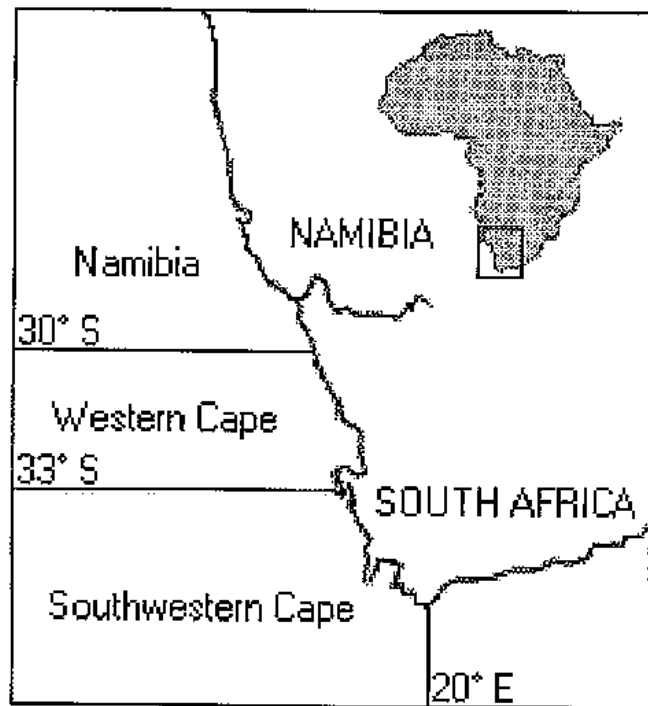 NAMIBIA
Namibia
30° S
Western Cape
33° S
SOUTH AFRICA
Southwestern Cape
20° E